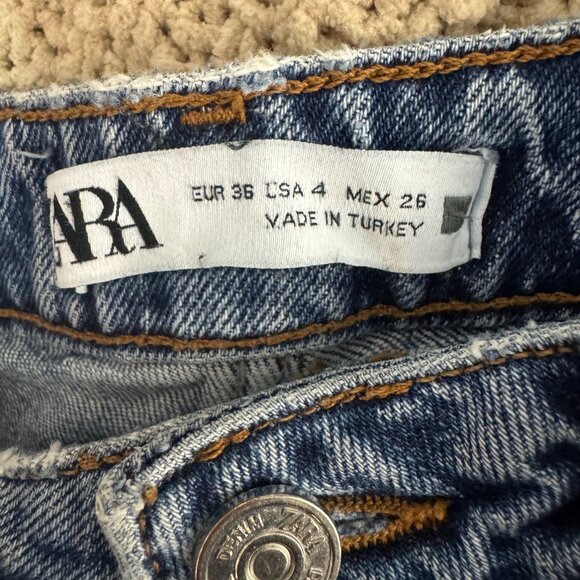 ZARA
EUR 36 USA 4 MEX 26
MADE IN TURKEY
DENIM ZARA